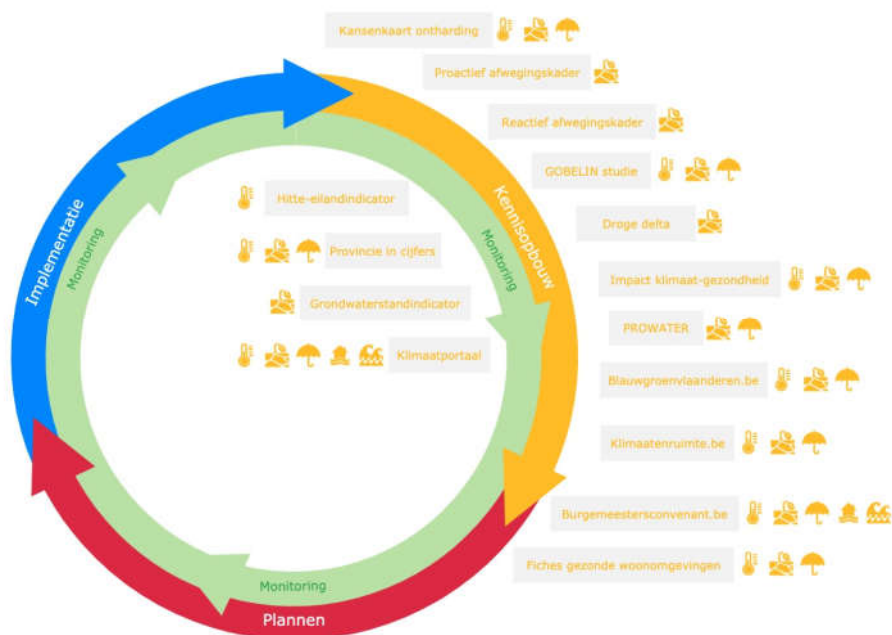 Kansenkaart ontharding
Proactief afwegingskader
Reactief afwegingskader
GOBELIN studie
Droge delta
Impact klimaat-gezondheid
PROWATER
Blauwgroenvlaanderen.be
Klimaatenruimte.be
Burgemeestersconvenant.be
Fiches gezonde woonomgevingen
Hitte-eilandindicator
Provincie in cijfers
Grondwaterstandindicator
Klimaatportaal
Implementatie
Monitoring
Kennisopbouw
Monitoring
Monitoring
Plannen